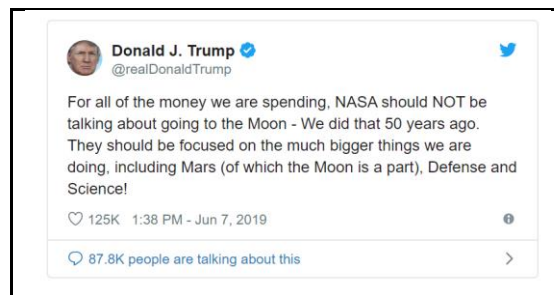 Donald J. Trump
@realDonaldTrump
For all of the money we are spending, NASA should NOT be
talking about going to the Moon - We did that 50 years ago.
They should be focused on the much bigger things we are
doing, including Mars (of which the Moon is a part), Defense and
Science!
125K 1:38 PM - Jun 7, 2019
87.8K people are talking about this